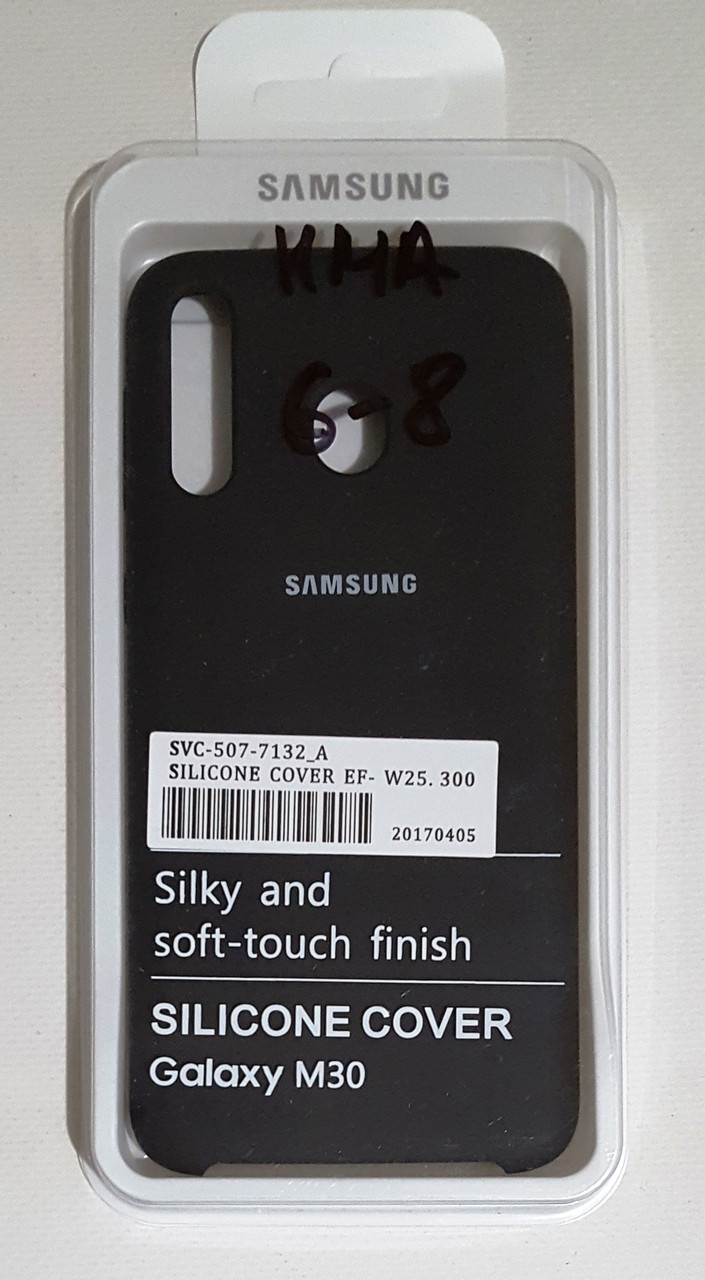 SAMSUNG
КМА
6-8
SAMSUNG
SVC-507-7132_A
SILICONE COVER EF- W25. 300
20170405
Silky and
soft-touch finish
SILICONE COVER
Galaxy M30